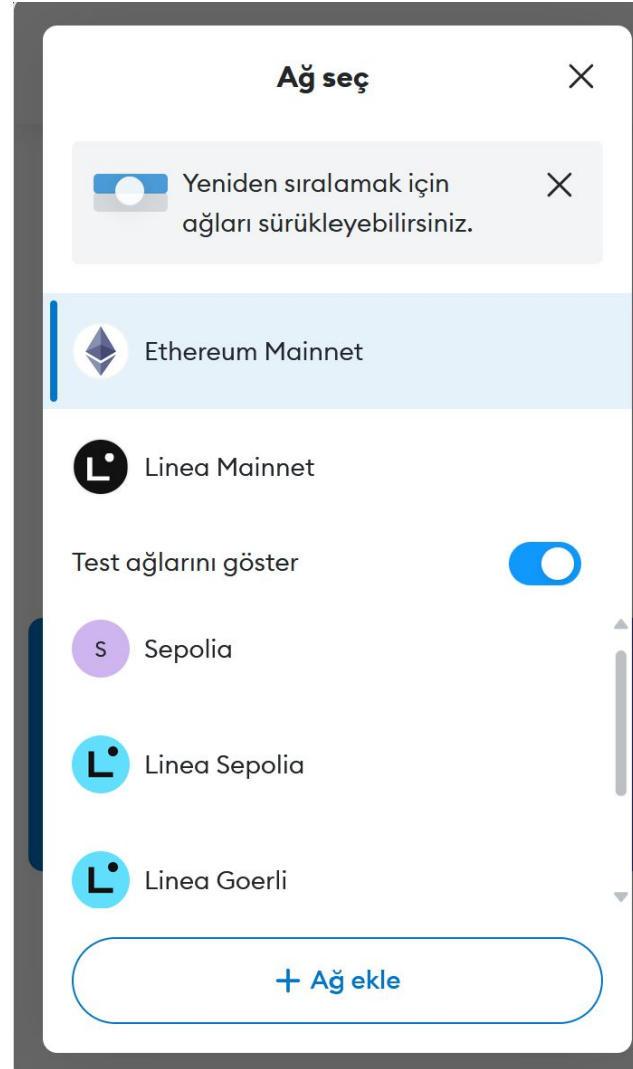 Ağ seç
Yeniden sıralamak için
ağları sürükleyebilirsiniz.
Ethereum Mainnet
Linea Mainnet
Test ağlarını göster
S Sepolia
Linea Sepolia
Linea Goerli
+ Ağ ekle